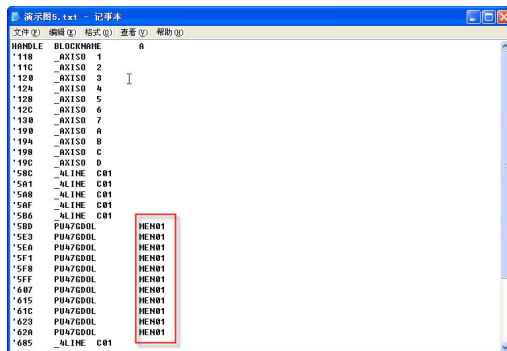 演示图5.txt - 记事本
文件(F) 编辑(E) 格式(O) 查看(V) 帮助(H)
HANDLE BLOCKNAME A
'118 _AXISO 1
'11C _AXISO 2
'120 _AXISO 3
'124 _AXISO 4
'128 _AXISO 5
'12C _AXISO 6
'130 _AXISO 7
'190 _AXISO A
'194 _AXISO B
'198 _AXISO C
'19C _AXISO D
'58C _4LINE C01
'5A1 _4LINE C01
'5A8 _4LINE C01
'5AF _4LINE C01
'5B6 _4LINE C01
'5BD PU47GDOL MEN01
'5E3 PU47GDOL MEN01
'5EA PU47GDOL MEN01
'5F1 PU47GDOL MEN01
'5F8 PU47GDOL MEN01
'5FF PU47GDOL MEN01
'607 PU47GDOL MEN01
'615 PU47GDOL MEN01
'61C PU47GDOL MEN01
'623 PU47GDOL MEN01
'62A PU47GDOL MEN01
'685 _4LINE C01